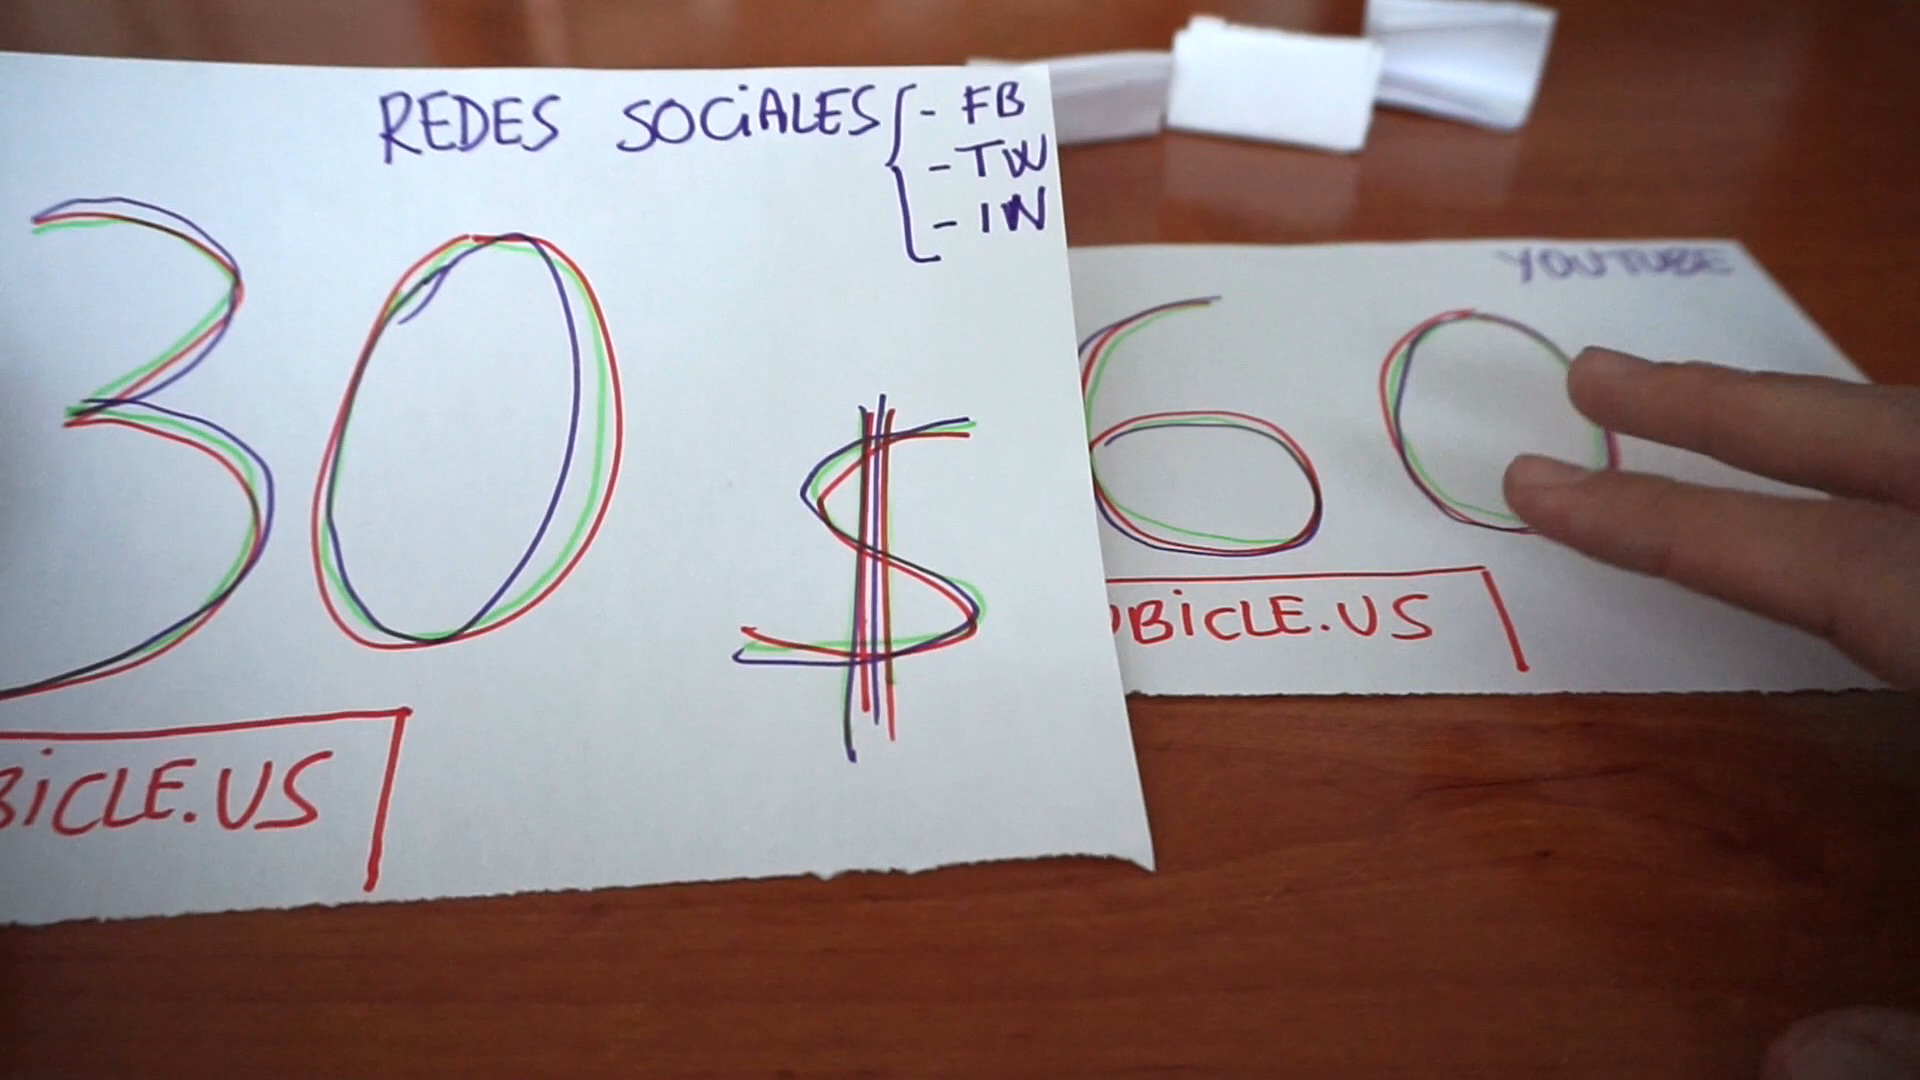 REDES SOCiALES
- FB
- TW
- IN
30 $
BiCLE.US
YOUTUBE
60
BiCLE.US